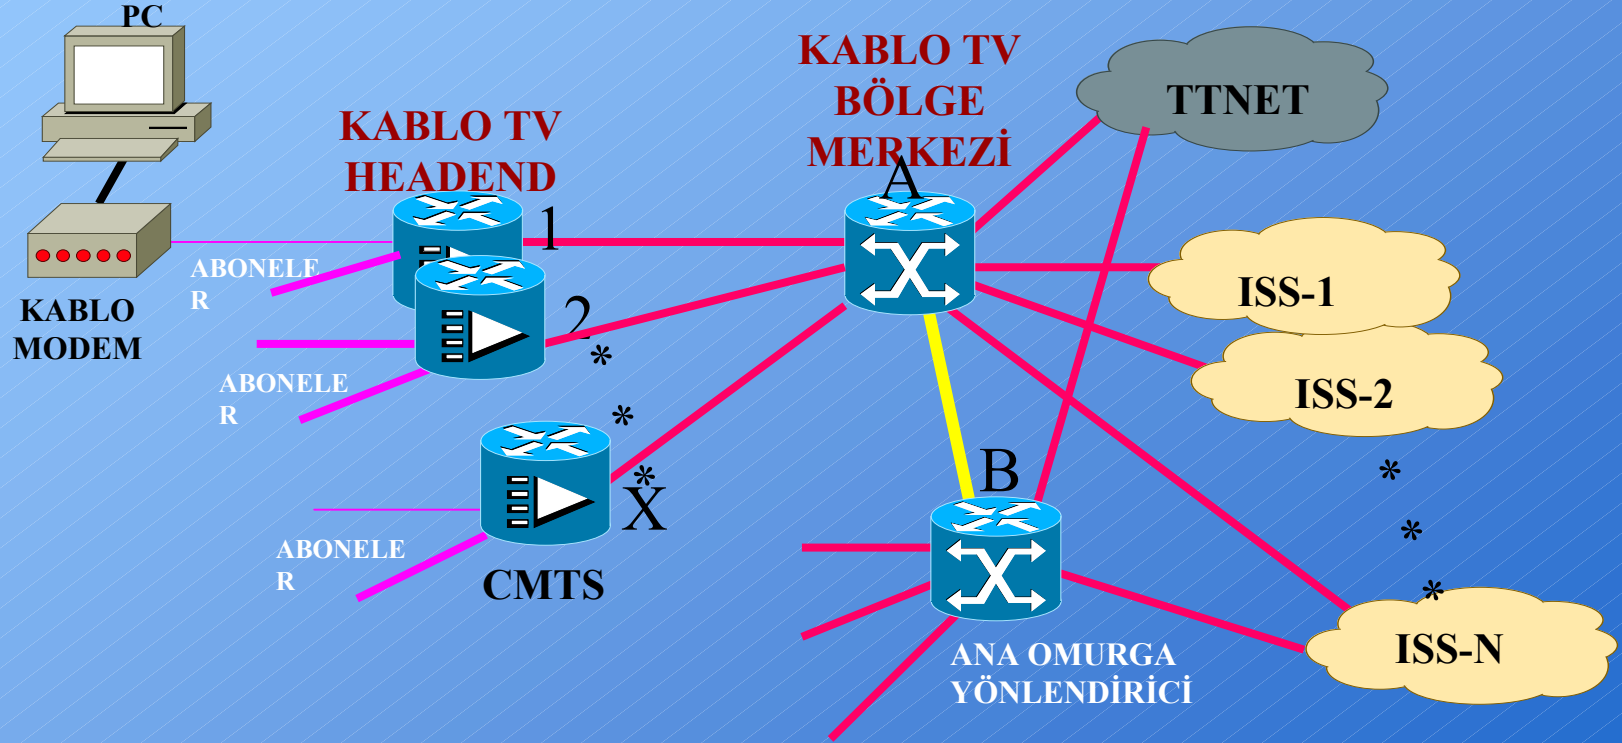 PC
KABLO
MODEM
KABLO TV
HEADEND
1
2
*
*
*
X
ABONELE
R
ABONELE
R
ABONELE
R
CMTS
KABLO TV
BÖLGE
MERKEZİ
A
B
ANA OMURGA
YÖNLENDİRİCİ
TTNET
ISS-1
ISS-2
*
*
*
ISS-N